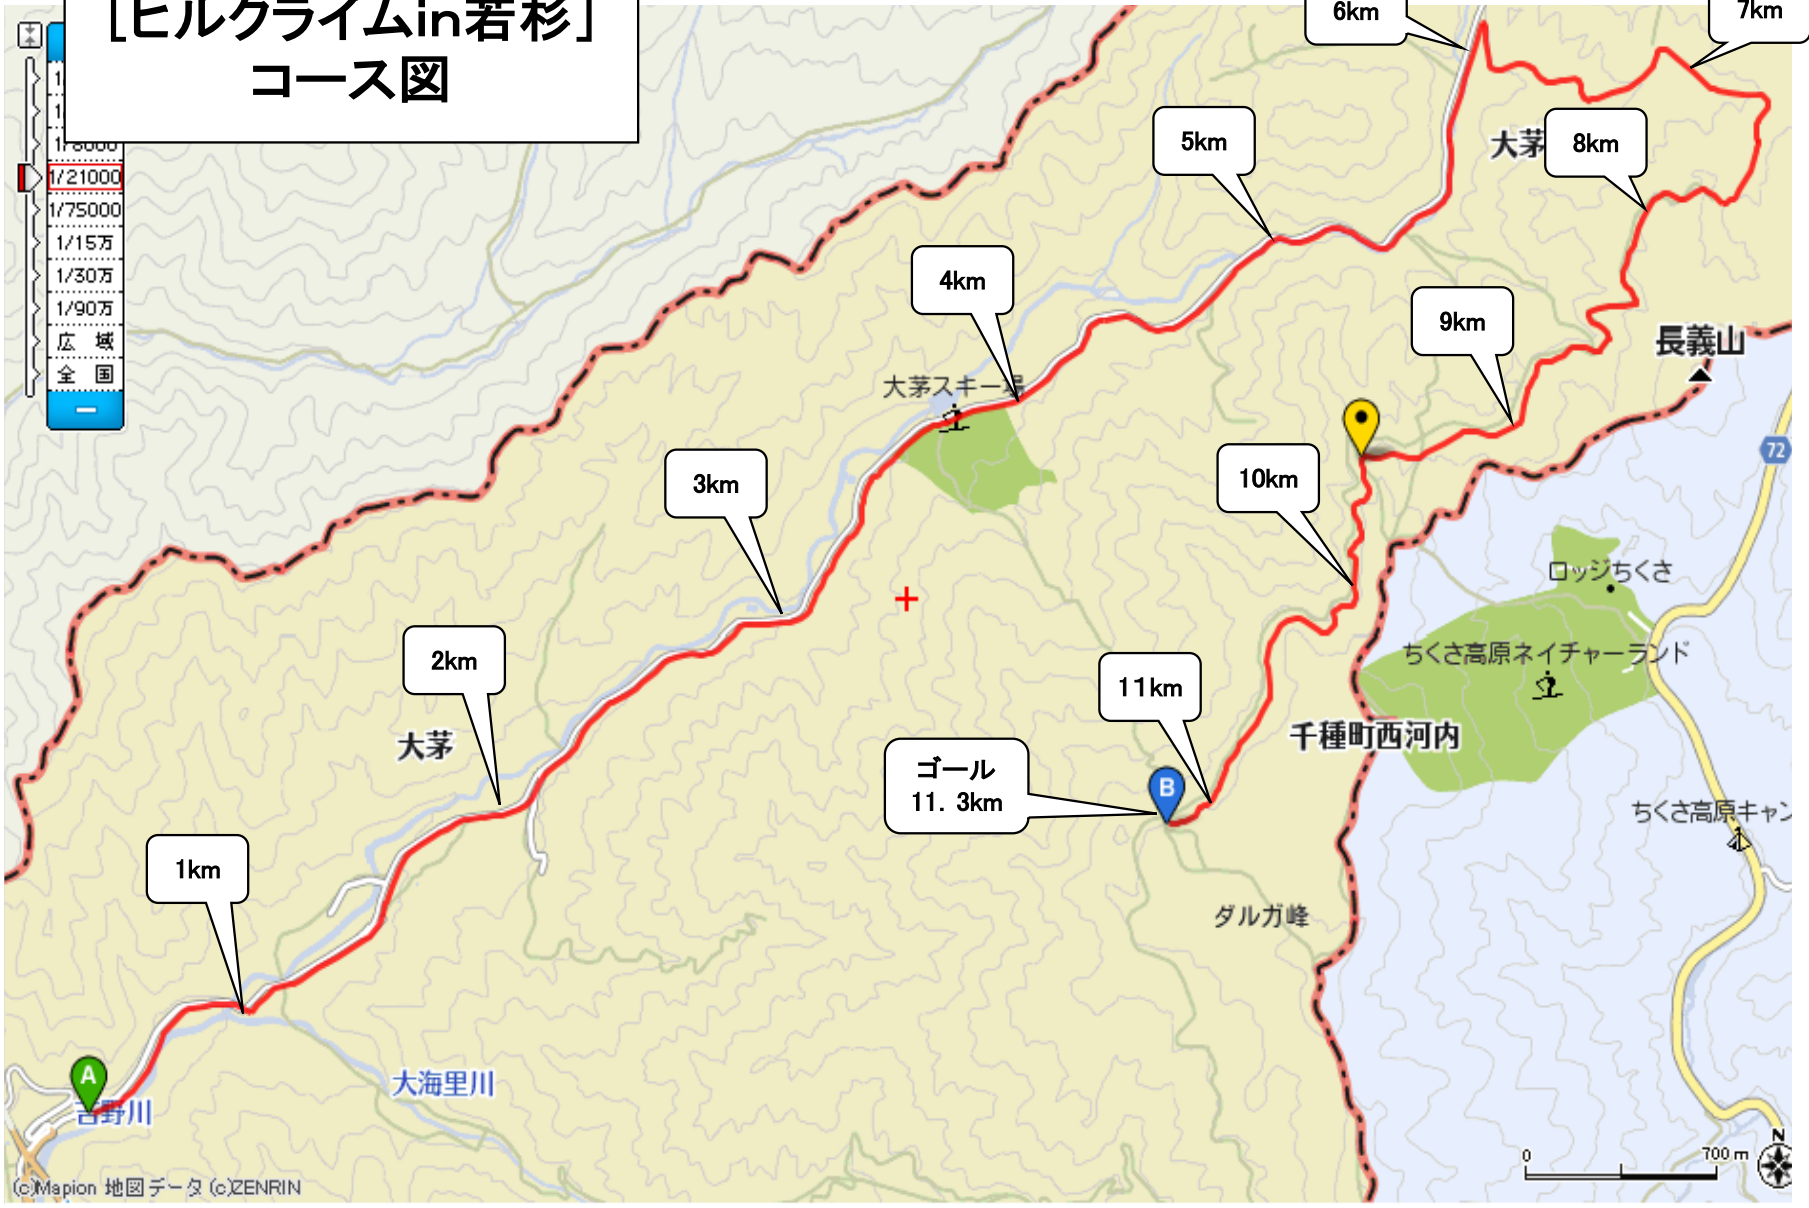 [ヒルクライムin若杉]
コース図
1/8000
1/21000
1/75000
1/15万
1/30万
1/90万
広 域
全 国
6km
7km
5km
大茅
8km
4km
9km
長義山
大茅スキー場
72
3km
10km
ロッジちくさ
ちくさ高原ネイチャーランド
2km
11km
大茅
千種町西河内
ゴール
11．3km
B
ちくさ高原キャン
1km
ダルガ峰
A
吉野川
大海里川
N
0
700 m
(c)Mapion 地図データ (c)ZENRIN